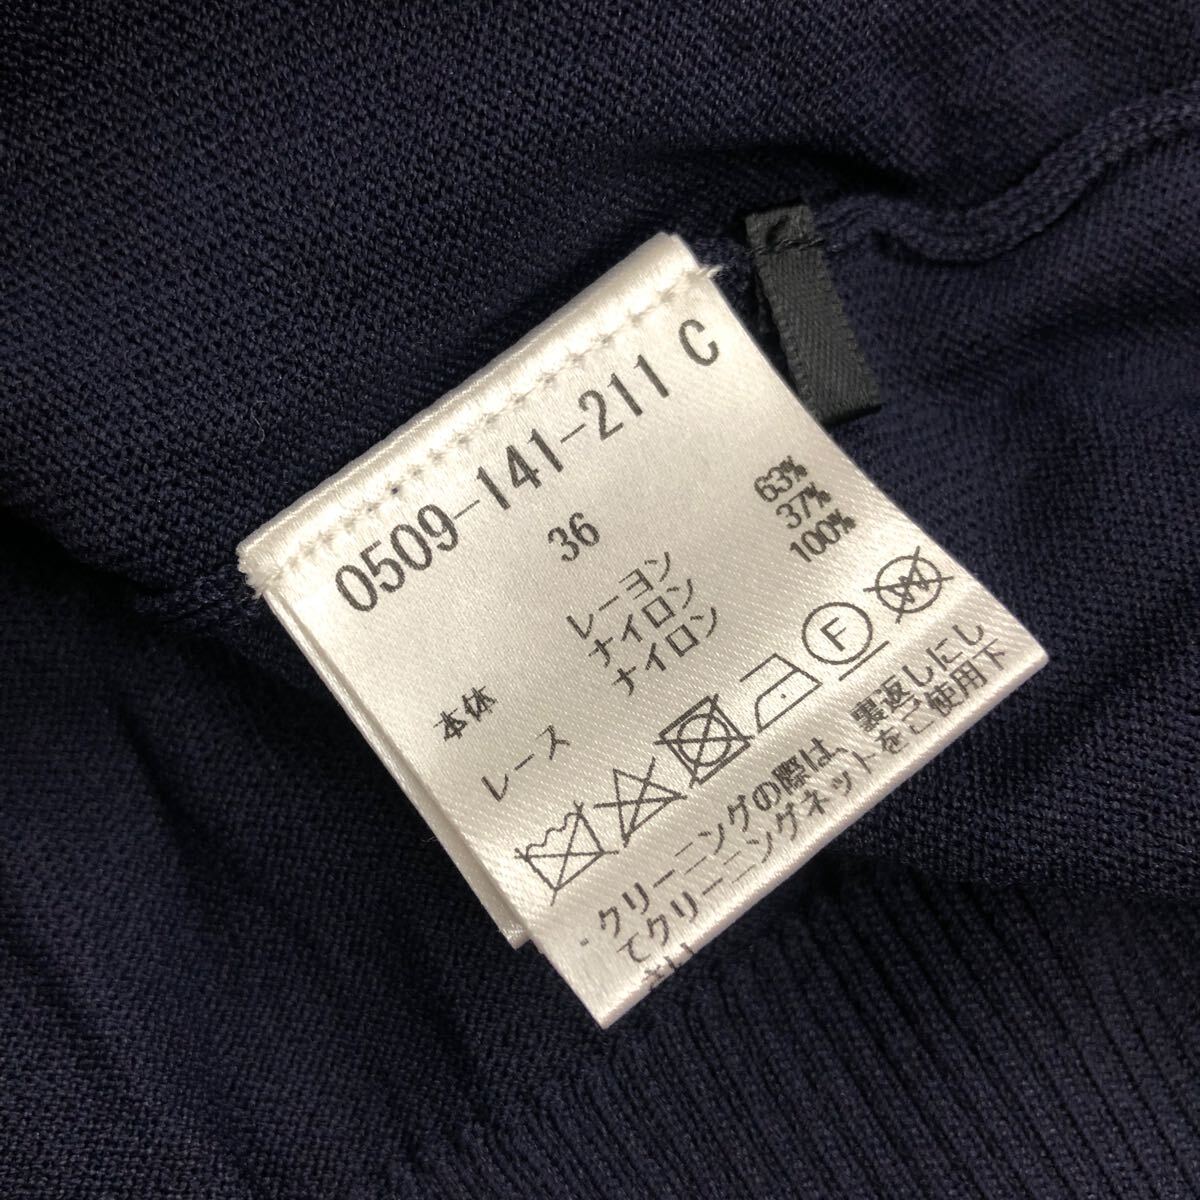 0509-141-211 C
36
本体 レーヨン 63%
ナイロン 37%
レース ナイロン 100%
F W
・クリーニングの際は、裏返しにし
てクリーニングネットをご使用下
さい